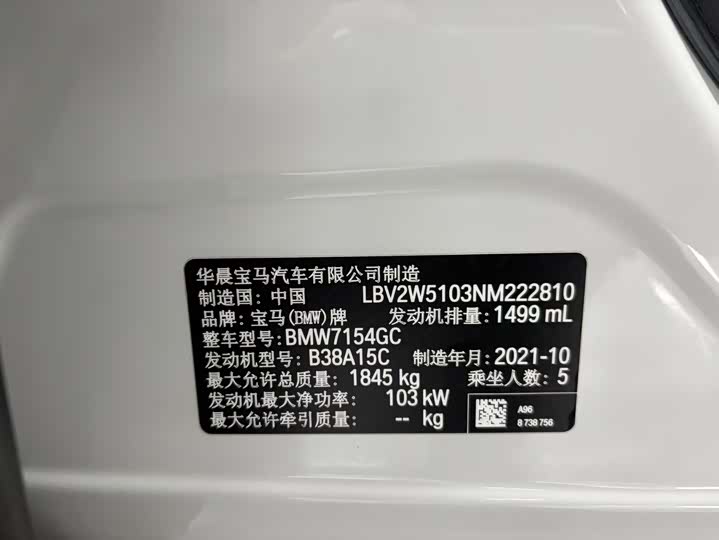 华晨宝马汽车有限公司制造
制造国: 中国 LBV2W5103NM222810
品牌: 宝马(BMW)牌 发动机排量: 1499 mL
整车型号: BMW7154GC
发动机型号: B38A15C 制造年月: 2021-10
最大允许总质量: 1845 kg 乘坐人数: 5
发动机最大净功率: 103 kW
最大允许牵引质量: -- kg
A96
8 738 756